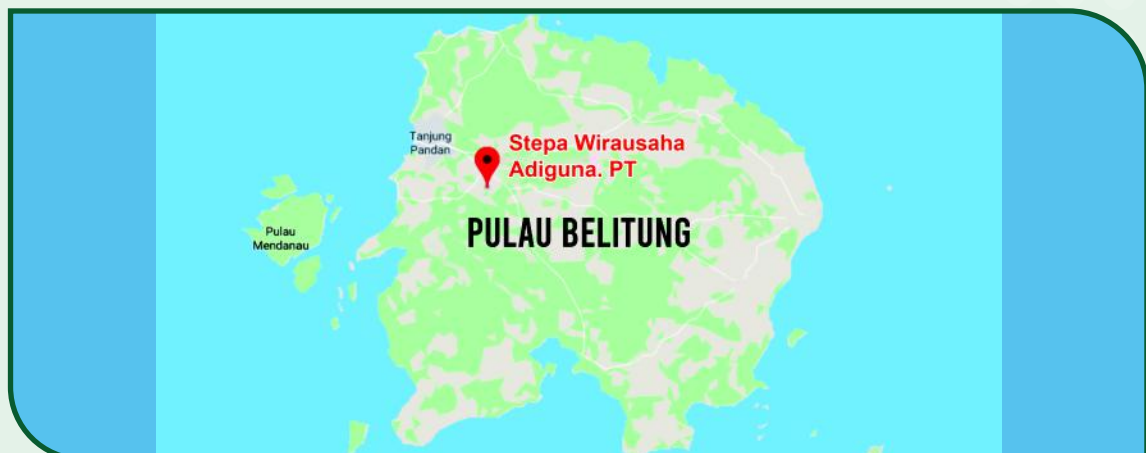 Tanjung
Pandan
Stepa Wirausaha
Adiguna. PT
PULAU BELITUNG
Pulau
Mendanau